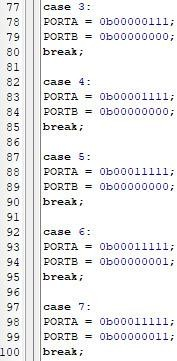 77 case 3:
78 PORTA = 0b00000111;
79 PORTB = 0b00000000;
80 break;
81
82 case 4:
83 PORTA = 0b00001111;
84 PORTB = 0b00000000;
85 break;
86
87 case 5:
88 PORTA = 0b00011111;
89 PORTB = 0b00000000;
90 break;
91
92 case 6:
93 PORTA = 0b00011111;
94 PORTB = 0b00000001;
95 break;
96
97 case 7:
98 PORTA = 0b00011111;
99 PORTB = 0b00000011;
100 break;